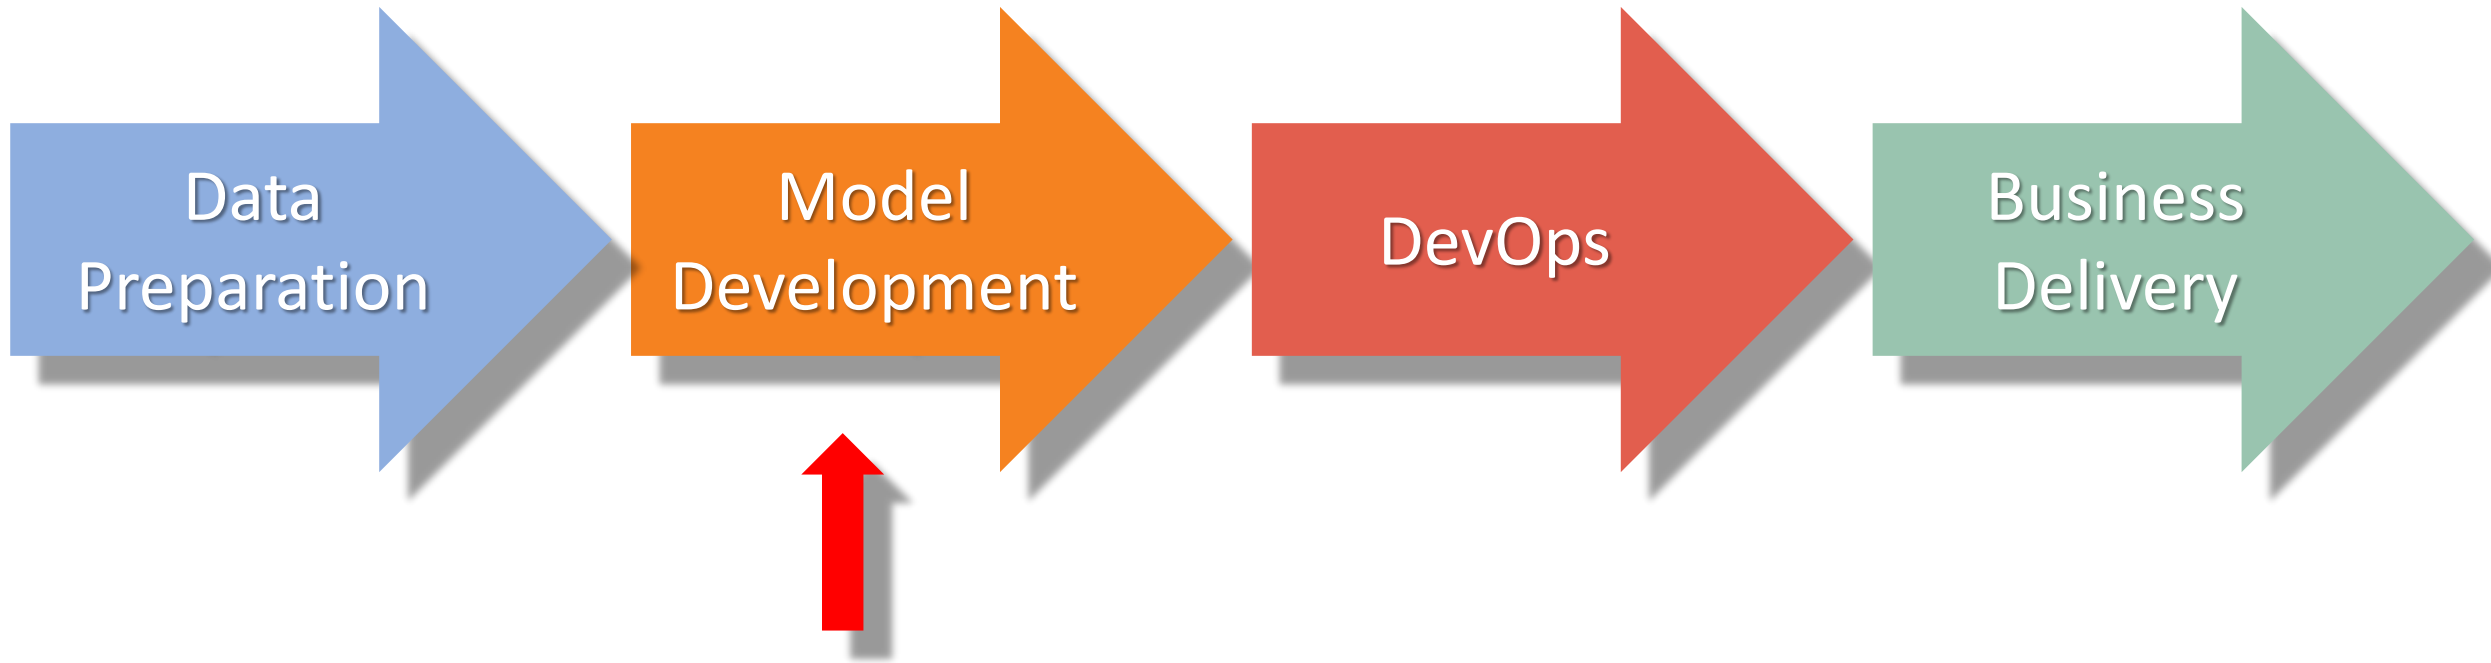 Data
Preparation
Model
Development
DevOps
Business
Delivery